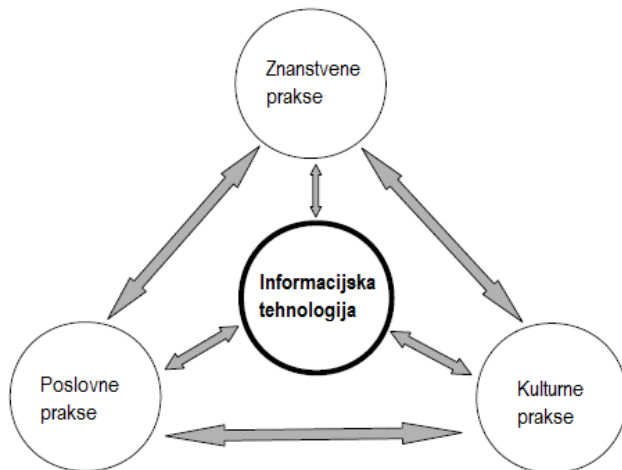 Znanstvene
prakse
Informacijska
tehnologija
Poslovne
prakse
Kulturne
prakse